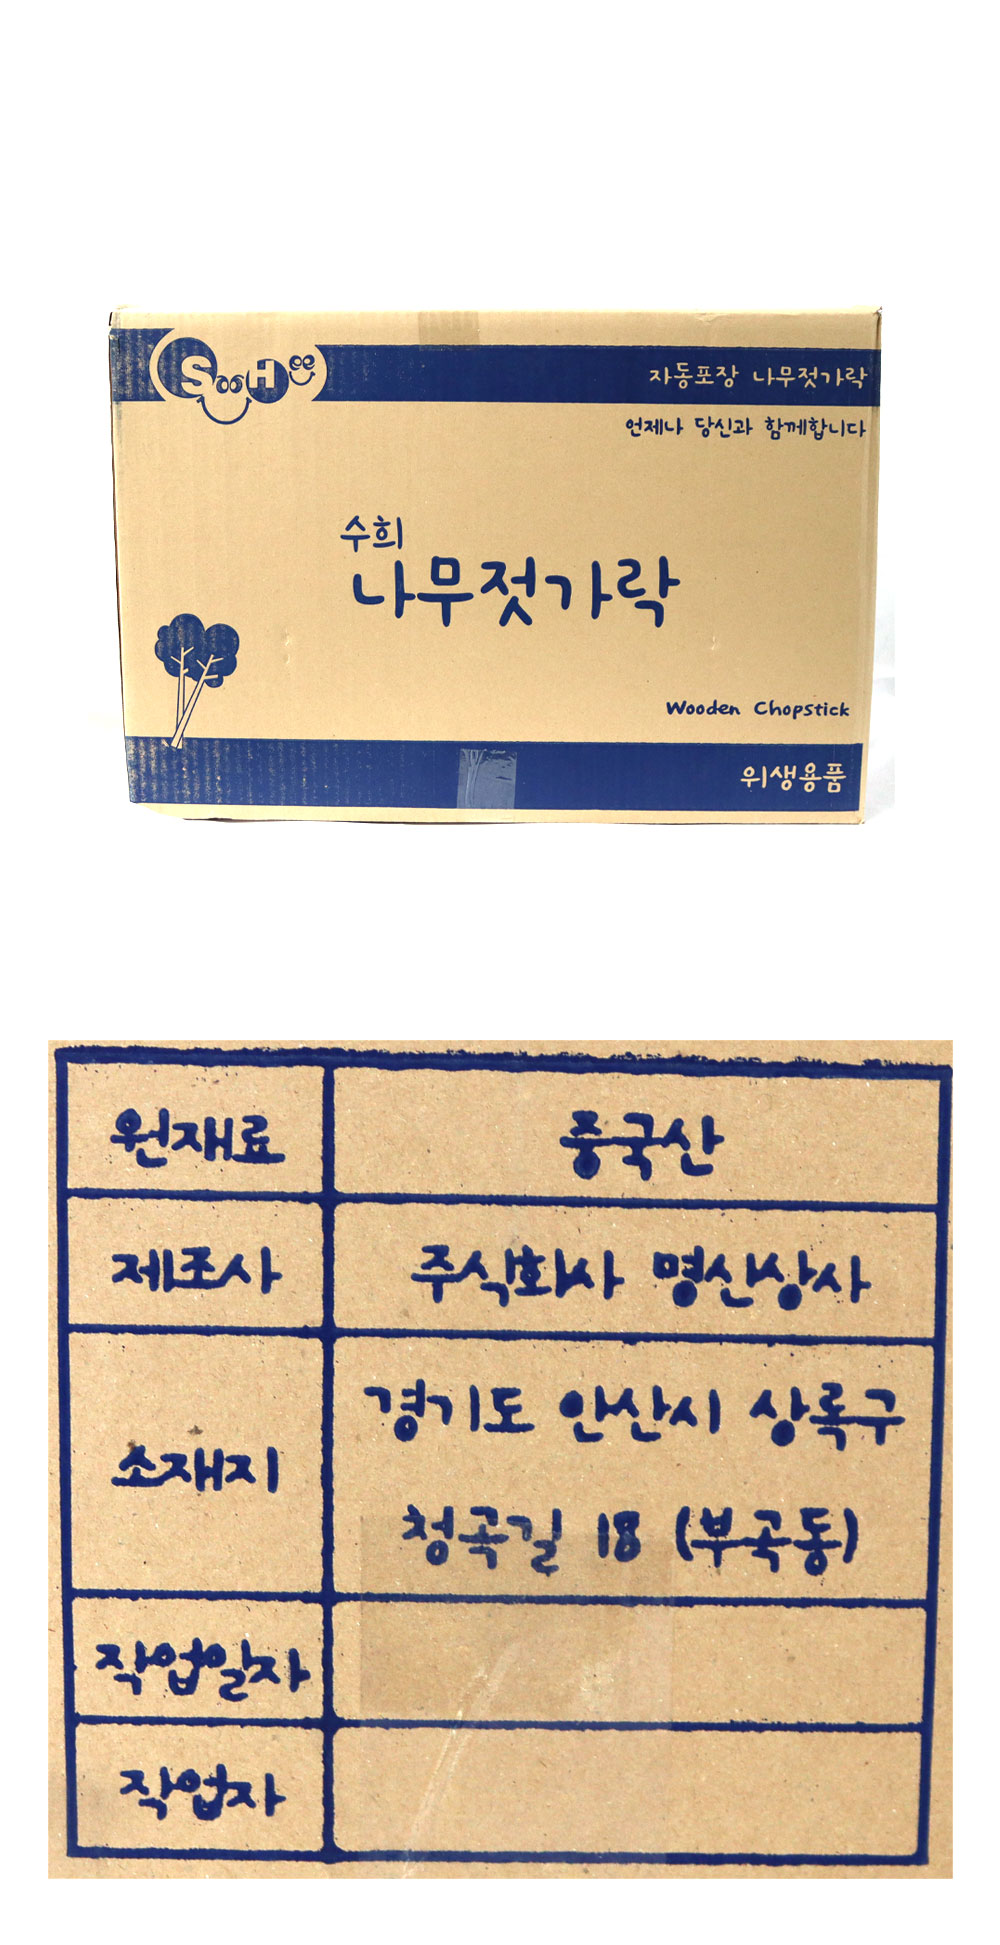 SooHee
자동포장 나무젓가락
언제나 당신과 함께합니다
수희
나무젓가락
Wooden Chopstick
위생용품
원재료 중국산
제조사 주식회사 명산상사
소재지 경기도 안산시 상록구
청곡길 18 (부곡동)
작업일자
작업자